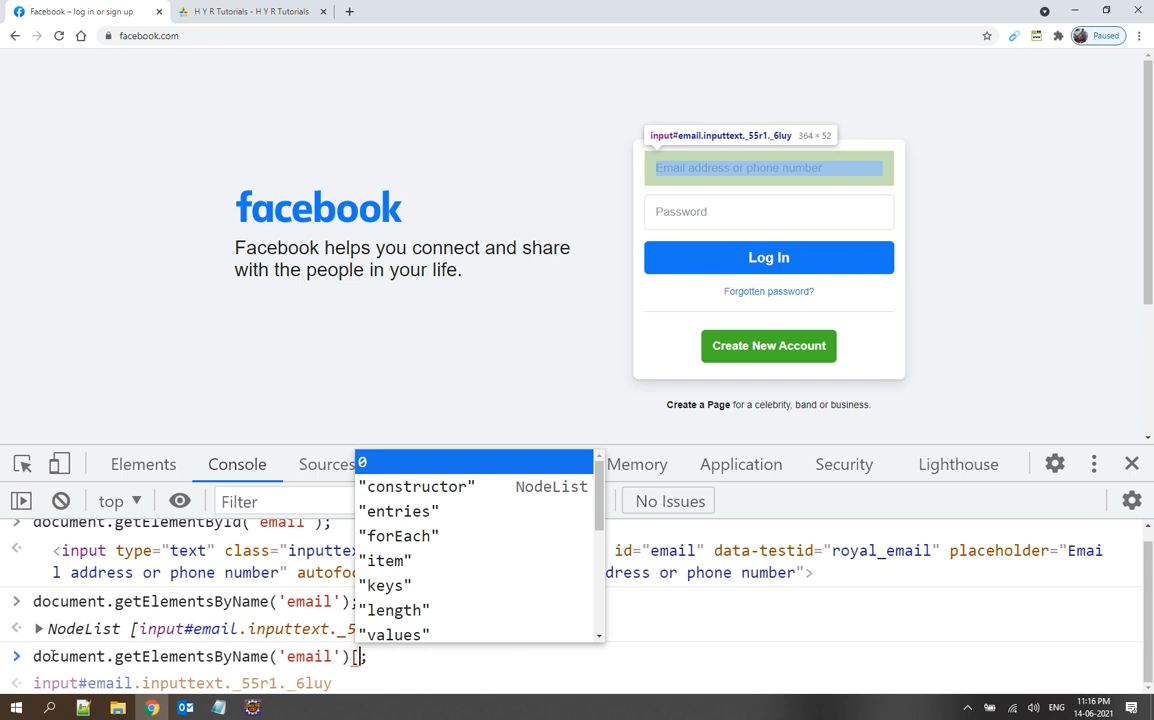 Facebook – log in or sign up
H Y R Tutorials - H Y R Tutorials
facebook.com
Paused
input#email.inputtext._55r1._6luy 364 × 52
Email address or phone number
facebook
Facebook helps you connect and share
with the people in your life.
Password
Log In
Forgotten password?
Create New Account
Create a Page for a celebrity, band or business.
Elements
Console
Sources
Memory
Application
Security
Lighthouse
top
Filter
No Issues
0
"constructor" NodeList
"entries"
"forEach"
"item"
"keys"
"length"
"values"
document.getElementById('email');
<input type="text" class="inputte id="email" data-testid="royal_email" placeholder="Emai
l address or phone number" autofoc dress or phone number">
document.getElementsByName('email');
NodeList [input#email.inputtext._5
document.getElementsByName('email')[;
input#email.inputtext._55r1._6luy
ENG
11:16 PM
14-06-2021